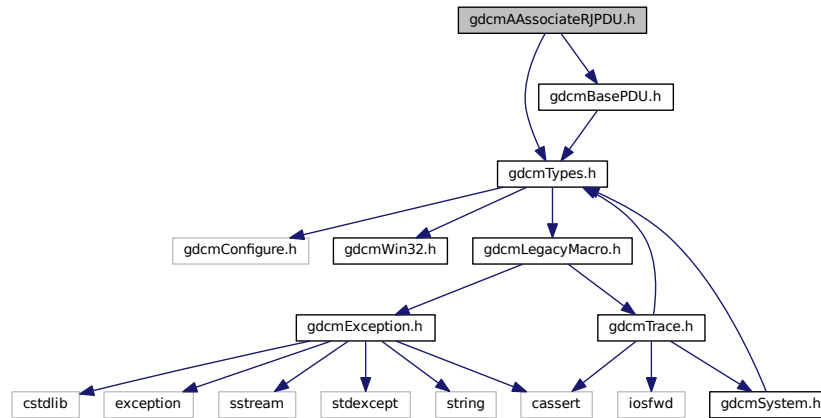 gdcmAAssociateRJPDU.h
gdcmBasePDU.h
gdcmTypes.h
gdcmConfigure.h
gdcmWin32.h
gdcmLegacyMacro.h
gdcmException.h
gdcmTrace.h
cstdlib
exception
sstream
stdexcept
string
cassert
iosfwd
gdcmSystem.h